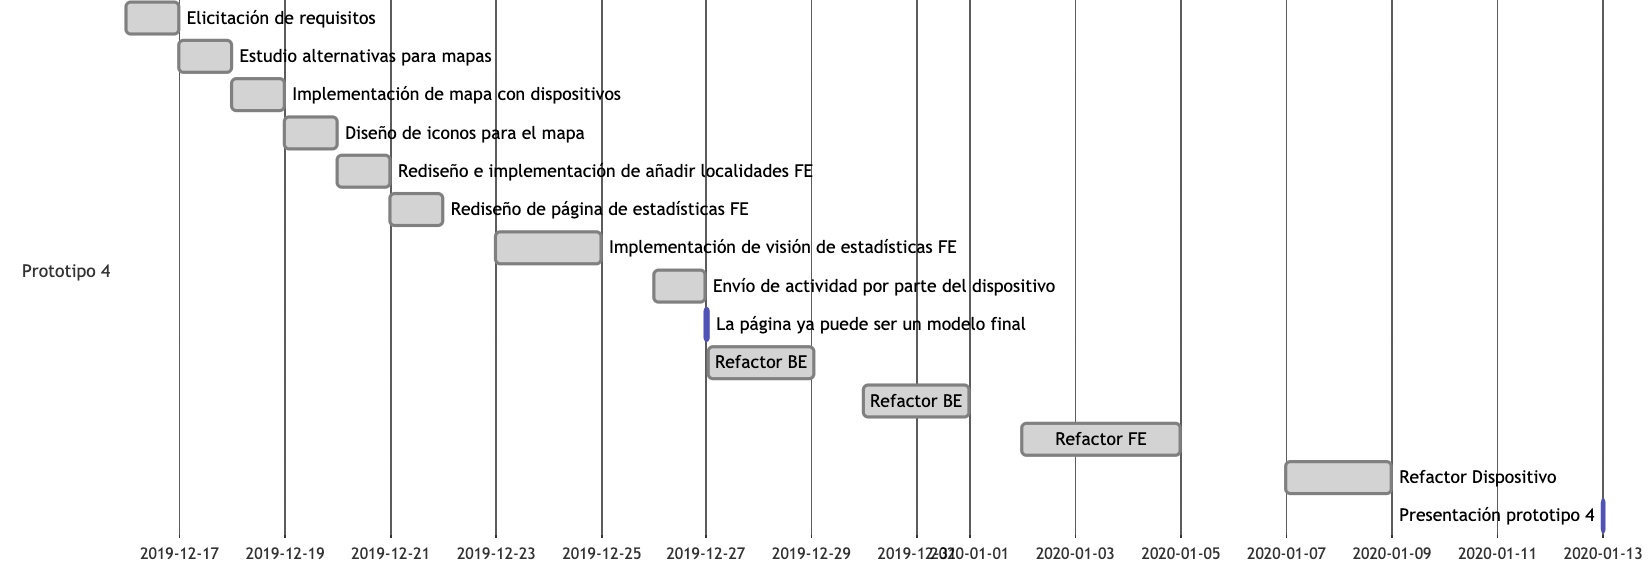 Elicitación de requisitos
Estudio alternativas para mapas
Implementación de mapa con dispositivos
Diseño de iconos para el mapa
Rediseño e implementación de añadir localidades FE
Rediseño de página de estadísticas FE
Implementación de visión de estadísticas FE
Prototipo 4
Envío de actividad por parte del dispositivo
La página ya puede ser un modelo final
Refactor BE
Refactor BE
Refactor FE
Refactor Dispositivo
Presentación prototipo 4
2019-12-17 2019-12-19 2019-12-21 2019-12-23 2019-12-25 2019-12-27 2019-12-29 2019-12-31 2020-01-01 2020-01-03 2020-01-05 2020-01-07 2020-01-09 2020-01-11 2020-01-13